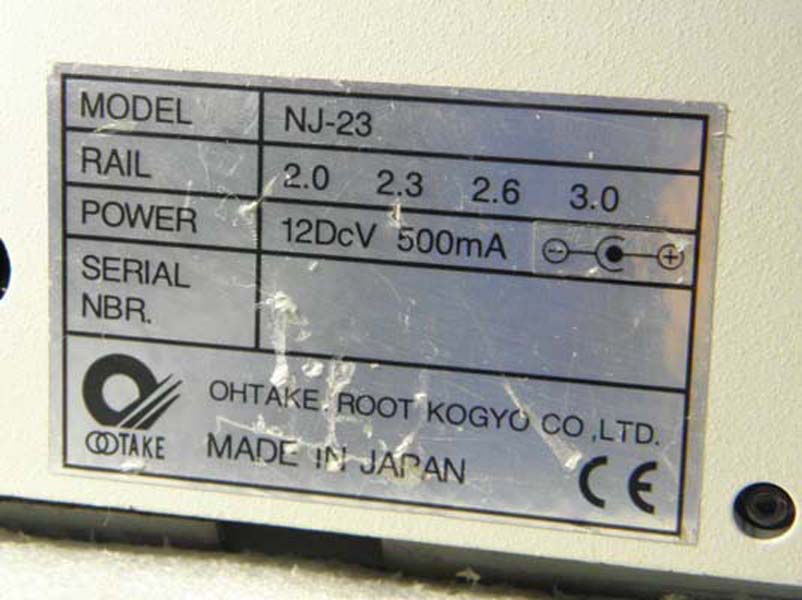 MODEL NJ-23
RAIL 2.0 2.3 2.6 3.0
POWER 12DcV 500mA
SERIAL
NBR.
OHTAKE. ROOT KOGYO CO.,LTD.
OOTAKE MADE IN JAPAN
CE